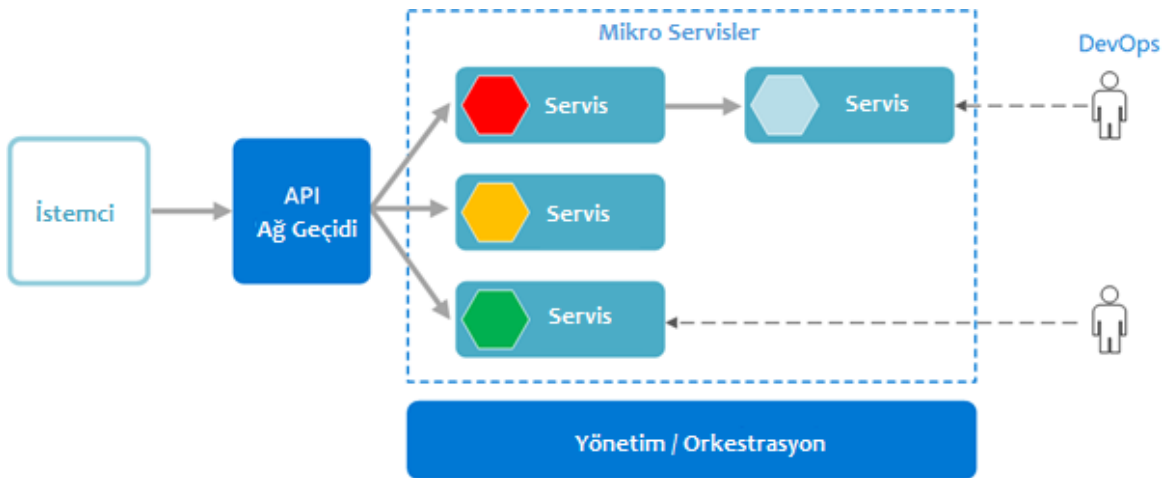 Mikro Servisler
DevOps
Servis
Servis
İstemci
API
Ağ Geçidi
Servis
Servis
Yönetim / Orkestrasyon